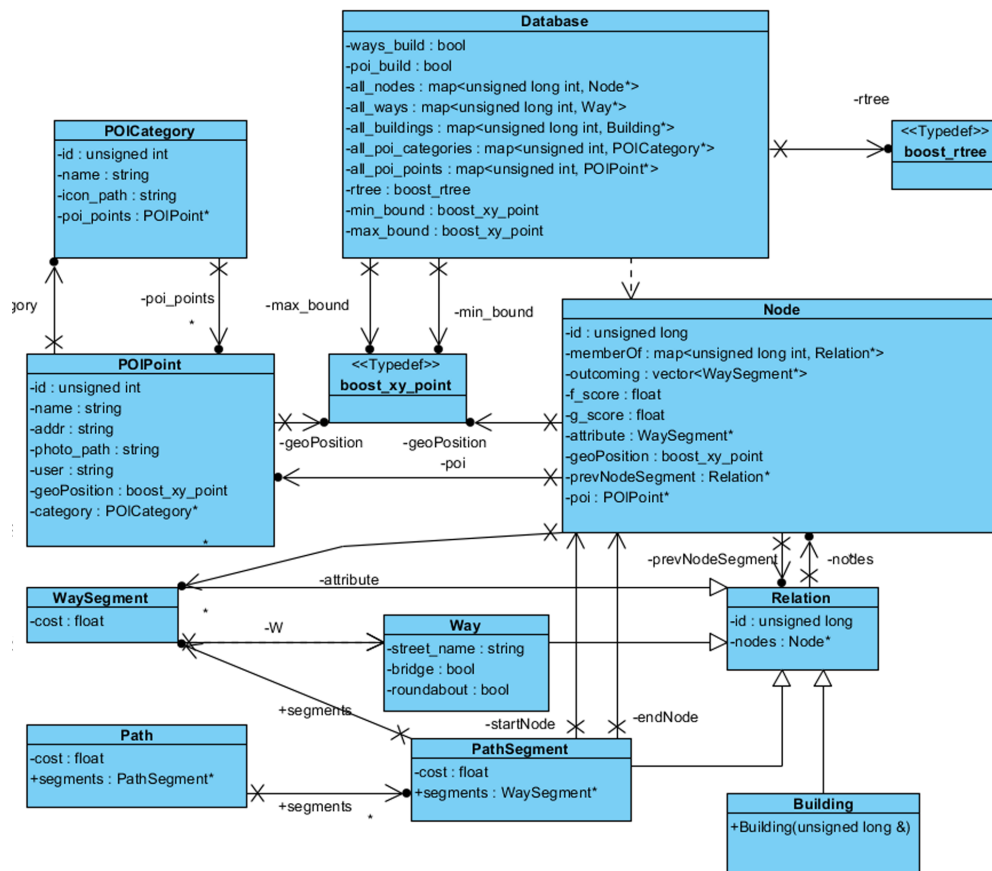 Database
-ways_build : bool
-poi_build : bool
-all_nodes : map<unsigned long int, Node*>
-all_ways : map<unsigned long int, Way*>
-all_buildings : map<unsigned long int, Building*>
-all_poi_categories : map<unsigned int, POICategory*>
-all_poi_points : map<unsigned int, POIPoint*>
-rtree : boost_rtree
-min_bound : boost_xy_point
-max_bound : boost_xy_point
-rtree
<<Typedef>>
boost_rtree
POICategory
-id : unsigned int
-name : string
-icon_path : string
-poi_points : POIPoint*
gory
-poi_points
*
-max_bound
-min_bound
POIPoint
-id : unsigned int
-name : string
-addr : string
-photo_path : string
-user : string
-geoPosition : boost_xy_point
-category : POICategory*
*
<<Typedef>>
boost_xy_point
-geoPosition
-geoPosition
-poi
Node
-id : unsigned long
-memberOf : map<unsigned long int, Relation*>
-outcoming : vector<WaySegment*>
-f_score : float
-g_score : float
-attribute : WaySegment*
-geoPosition : boost_xy_point
-prevNodeSegment : Relation*
-poi : POIPoint*
-prevNodeSegment
-nodes
*
-attribute
WaySegment
-cost : float
*
-W
Way
-street_name : string
-bridge : bool
-roundabout : bool
Relation
-id : unsigned long
-nodes : Node*
+segments
-startNode
-endNode
Path
-cost : float
+segments : PathSegment*
+segments
*
PathSegment
-cost : float
+segments : WaySegment*
Building
+Building(unsigned long &)